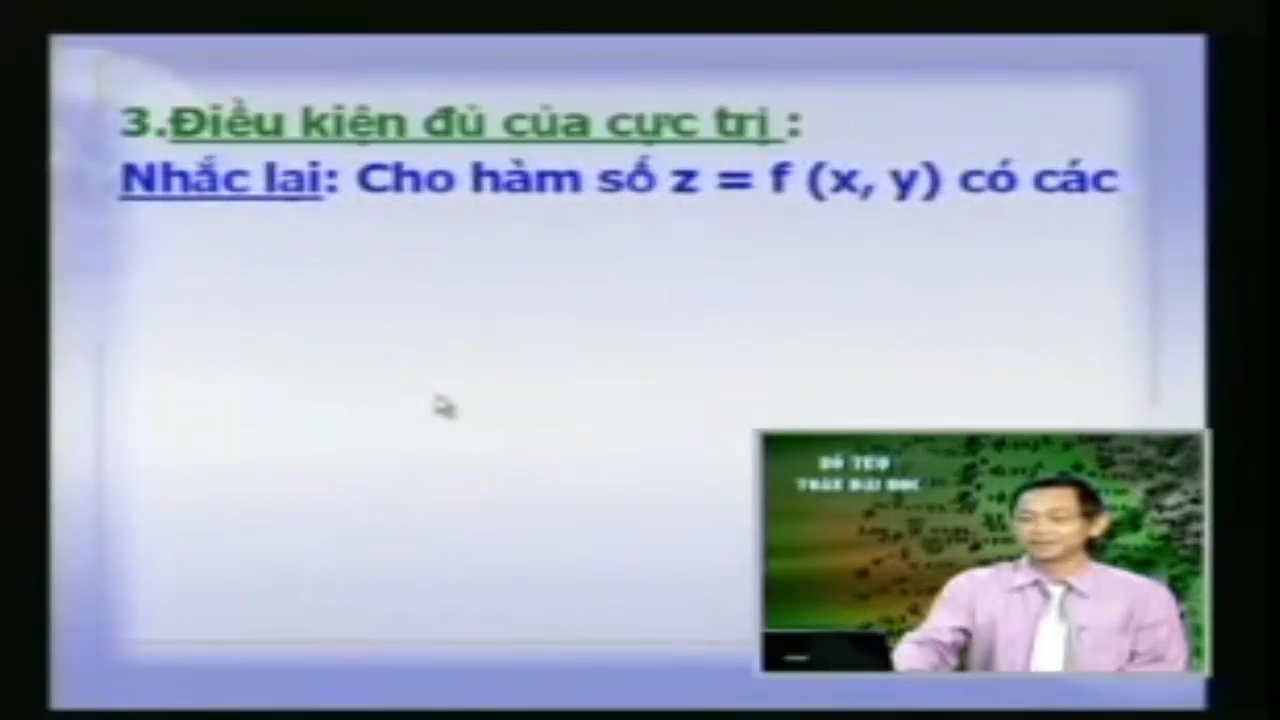 3.Điều kiện đủ của cực trị :
Nhắc lại: Cho hàm số z = f (x, y) có các